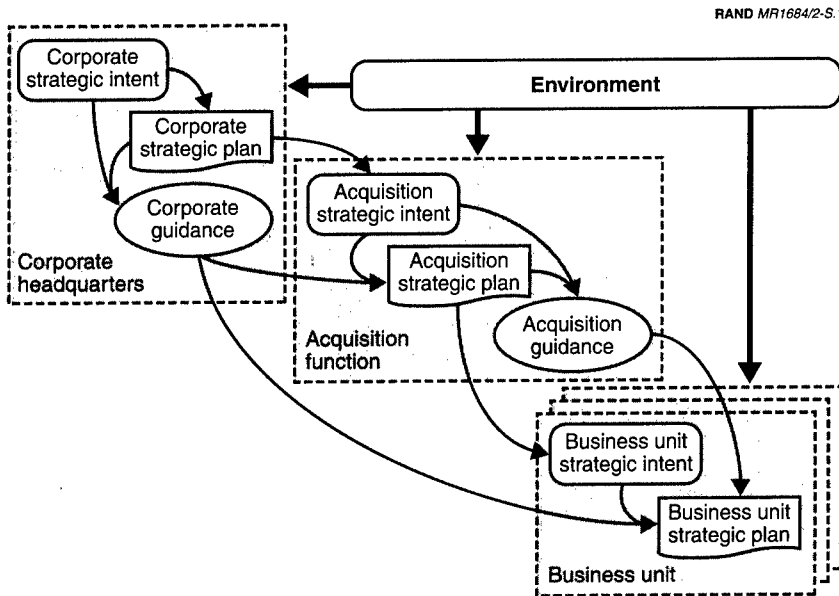 RAND MR1684/2-S.
Corporate
strategic intent
Environment
Corporate
strategic plan
Acquisition
strategic intent
Corporate
guidance
Corporate
headquarters
Acquisition
strategic plan
Acquisition
guidance
Acquisition
function
Business unit
strategic intent
Business unit
strategic plan
Business unit